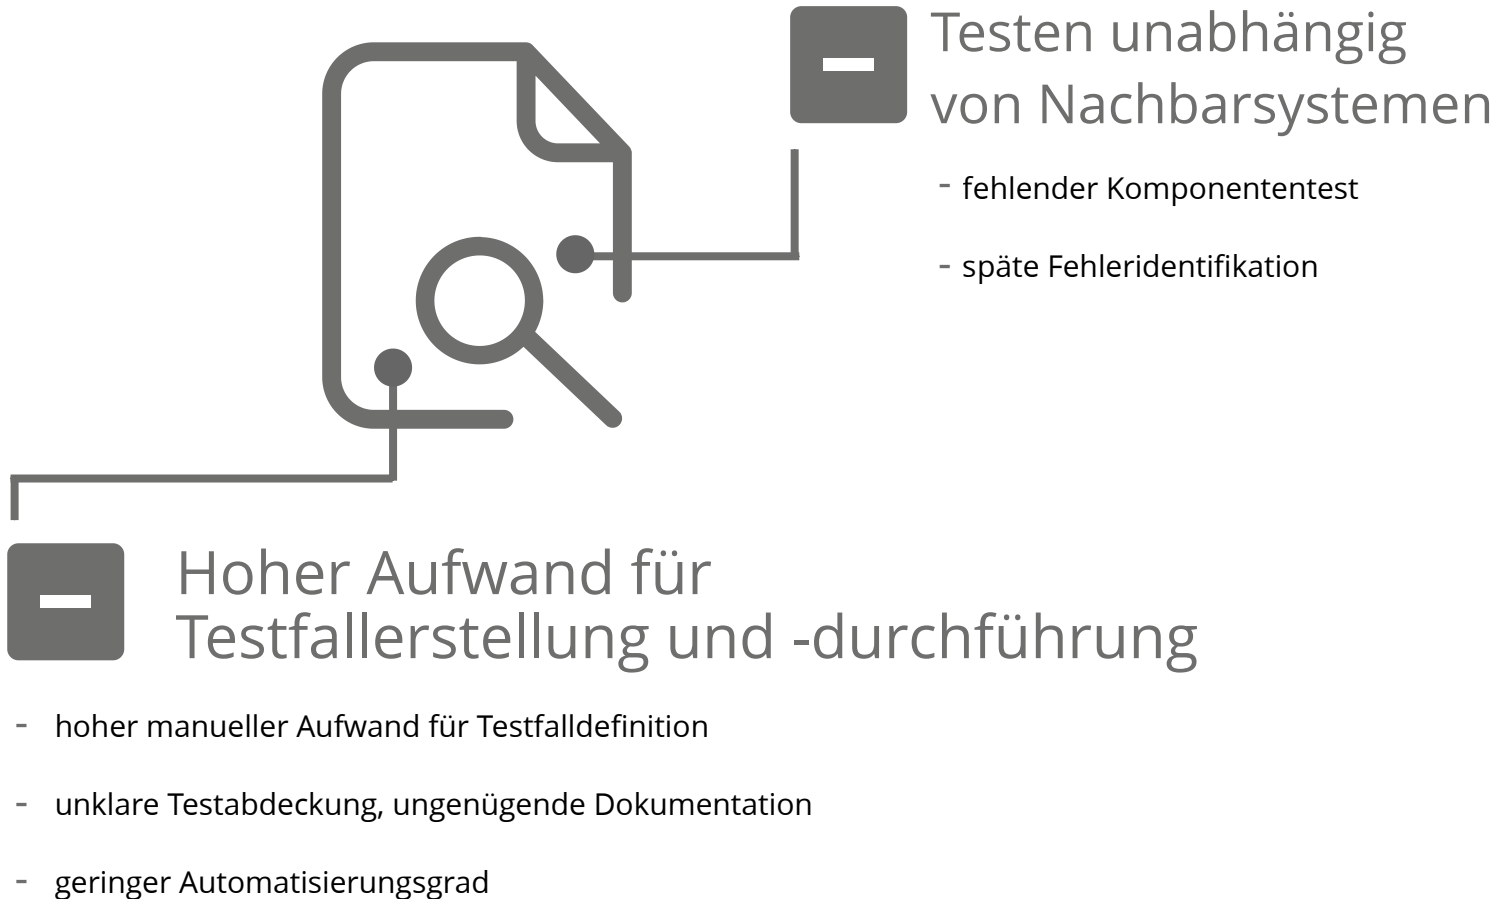 Testen unabhängig
von Nachbarsystemen
- fehlender Komponententest
- späte Fehleridentifikation
Hoher Aufwand für
Testfallerstellung und -durchführung
- hoher manueller Aufwand für Testfalldefinition
- unklare Testabdeckung, ungenügende Dokumentation
- geringer Automatisierungsgrad